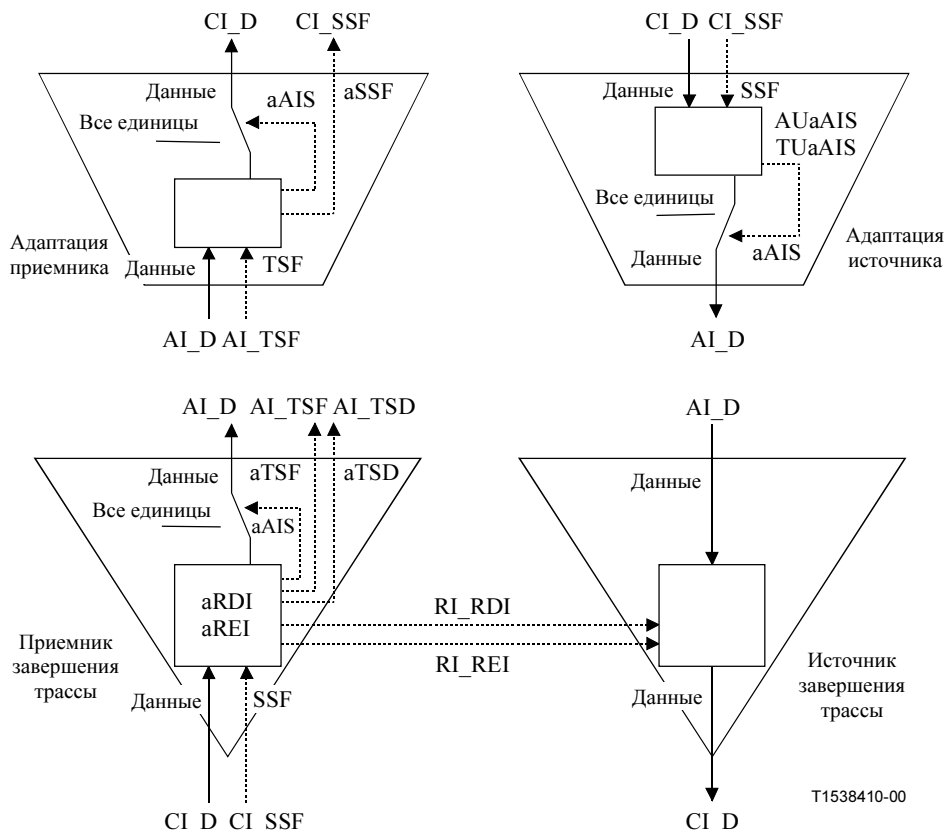 CI_D CI_SSF
Данные
aAIS
aSSF
Все единицы
Адаптация
приемника
Данные
TSF
AI_D AI_TSF
CI_D CI_SSF
Данные
SSF
AUaAIS
TUaAIS
Все единицы
Данные
aAIS
Адаптация
источника
AI_D
AI_D AI_TSF AI_TSD
Данные
aTSF
aTSD
Все единицы
aAIS
aRDI
aREI
Приемник
завершения
трассы
Данные
SSF
CI_D CI_SSF
RI_RDI
RI_REI
AI_D
Данные
Данные
Источник
завершения
трассы
CI_D
T1538410-00